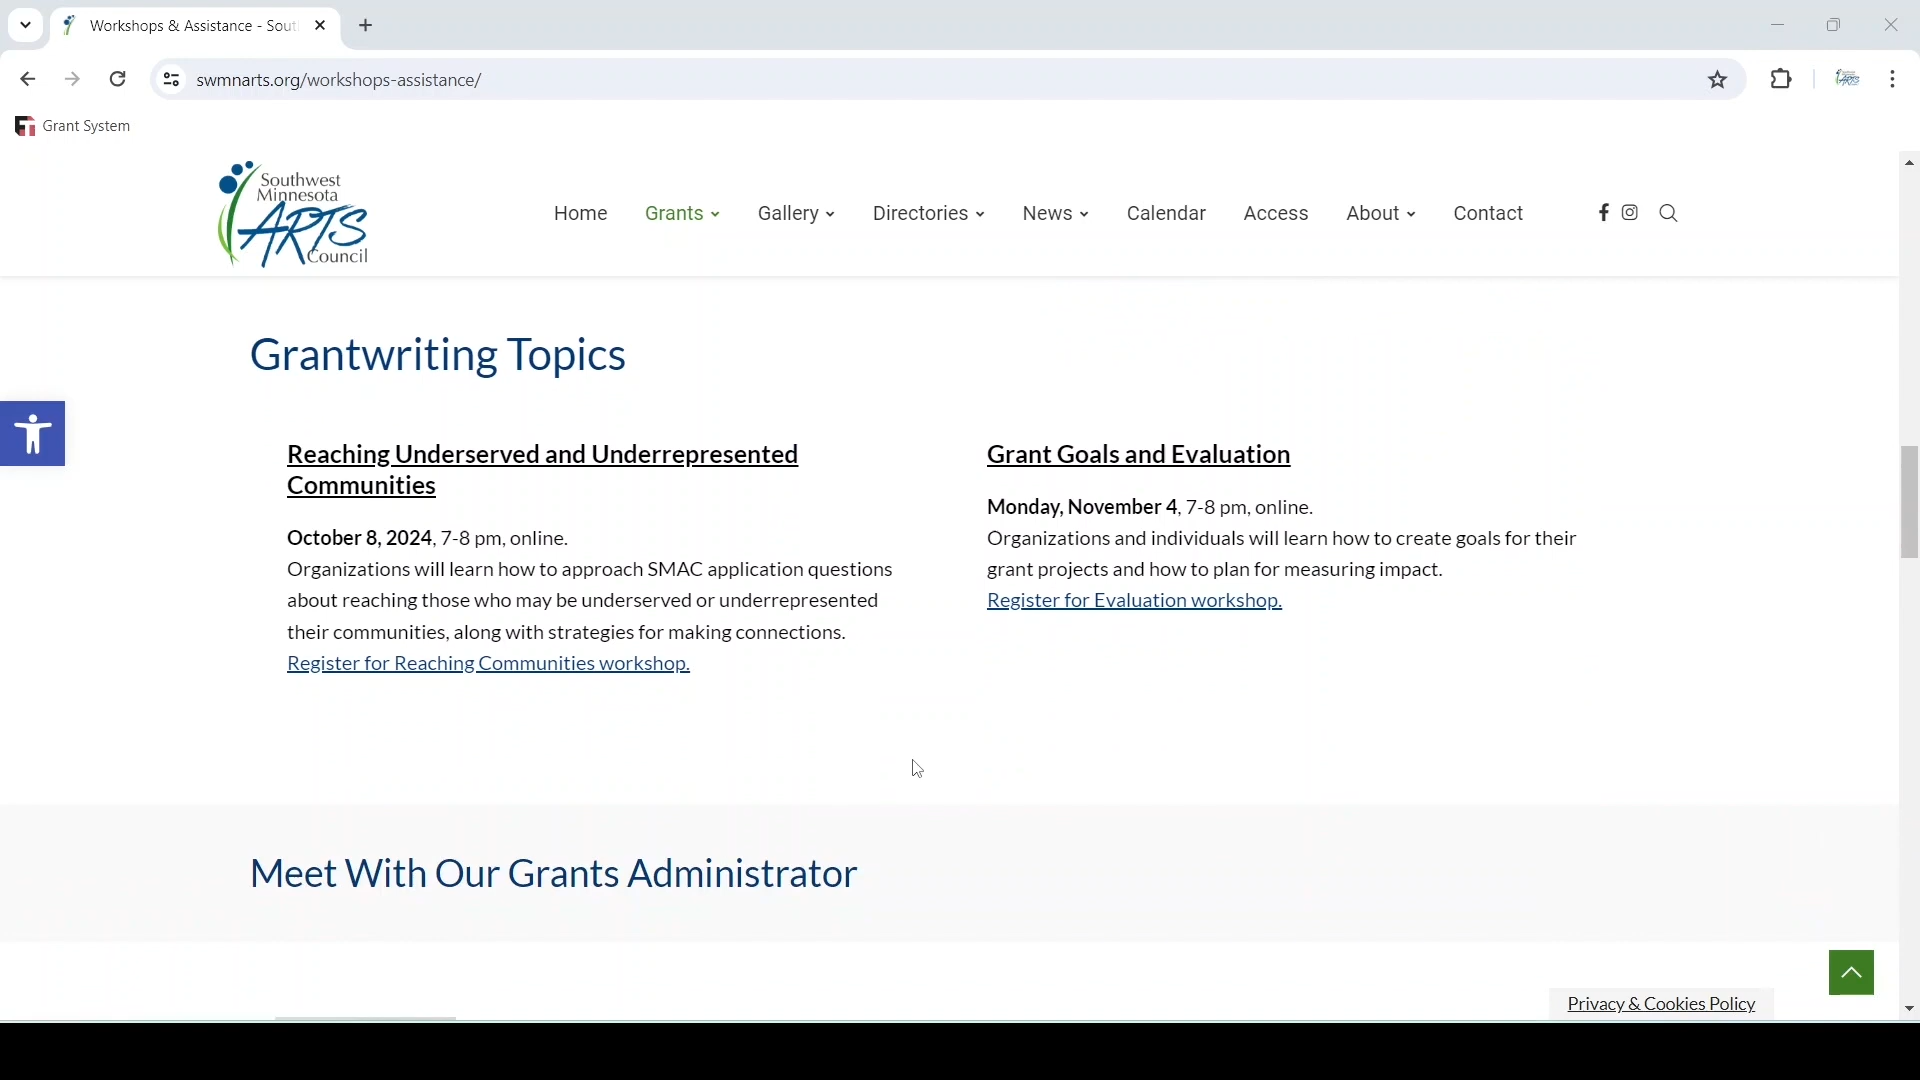 Workshops & Assistance - Sout
swmnarts.org/workshops-assistance/
Grant System
Southwest
Minnesota
ARTS
Council
Home Grants Gallery Directories News Calendar Access About Contact
Grantwriting Topics
Reaching Underserved and Underrepresented
Communities
October 8, 2024, 7-8 pm, online.
Organizations will learn how to approach SMAC application questions
about reaching those who may be underserved or underrepresented
their communities, along with strategies for making connections.
Register for Reaching Communities workshop.
Grant Goals and Evaluation
Monday, November 4, 7-8 pm, online.
Organizations and individuals will learn how to create goals for their
grant projects and how to plan for measuring impact.
Register for Evaluation workshop.
Meet With Our Grants Administrator
Privacy & Cookies Policy